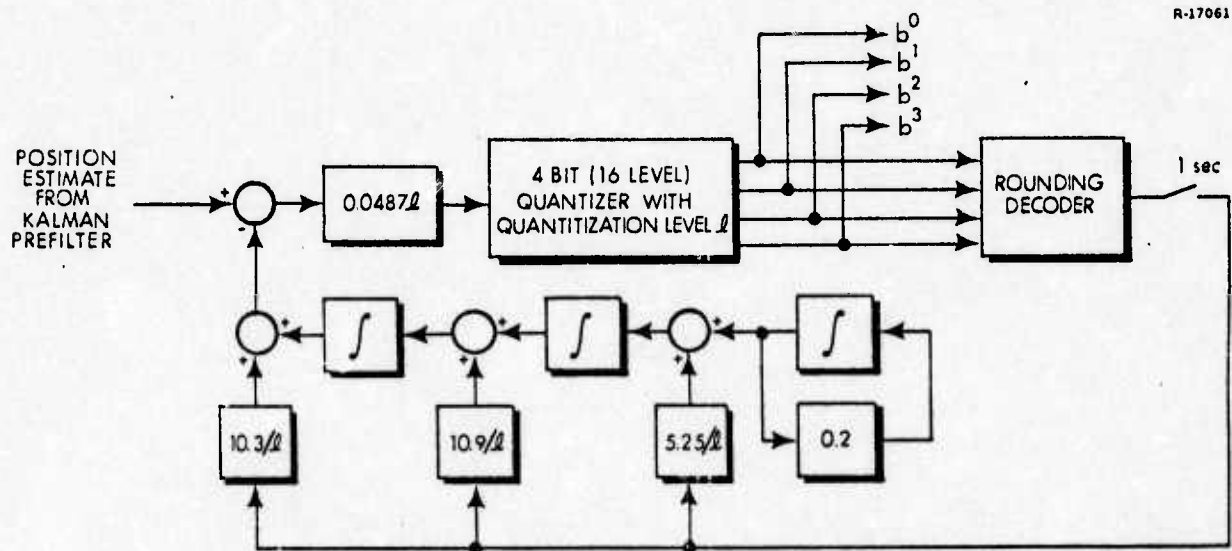 R-17061
b0
b1
b2
b3
POSITION
ESTIMATE
FROM
KALMAN
PREFILTER
+
-
0.0487ℓ
4 BIT (16 LEVEL)
QUANTIZER WITH
QUANTITIZATION LEVEL ℓ
ROUNDING
DECODER
1 sec
+
+
∫
+
+
∫
+
+
∫
10.3/ℓ
10.9/ℓ
5.25/ℓ
0.2